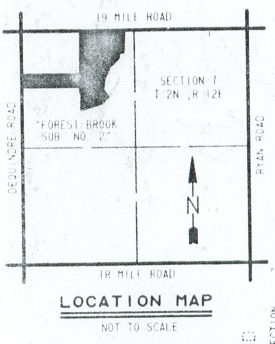 19 MILE ROAD
SECTION 7
T.2N.,R.12E
"FOREST BROOK
SUB. NO. 2"
DEQUINDRE ROAD
RYAN ROAD
N
18 MILE ROAD
LOCATION MAP
NOT TO SCALE